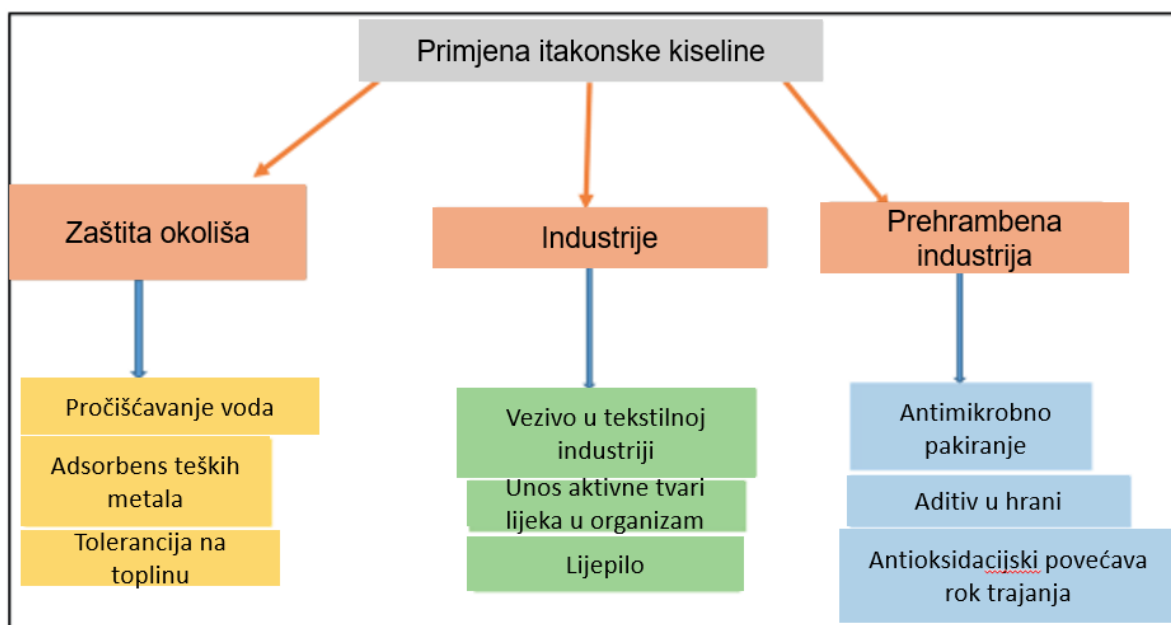 Primjena itakonske kiseline
Zaštita okoliša
Industrije
Prehrambena
industrija
Pročišćavanje voda
Adsorbens teških
metala
Tolerancija na
toplinu
Vezivo u tekstilnoj
industriji
Unos aktivne tvari
lijeka u organizam
Lijepilo
Antimikrobno
pakiranje
Aditiv u hrani
Antioksidacijski povećava
rok trajanja